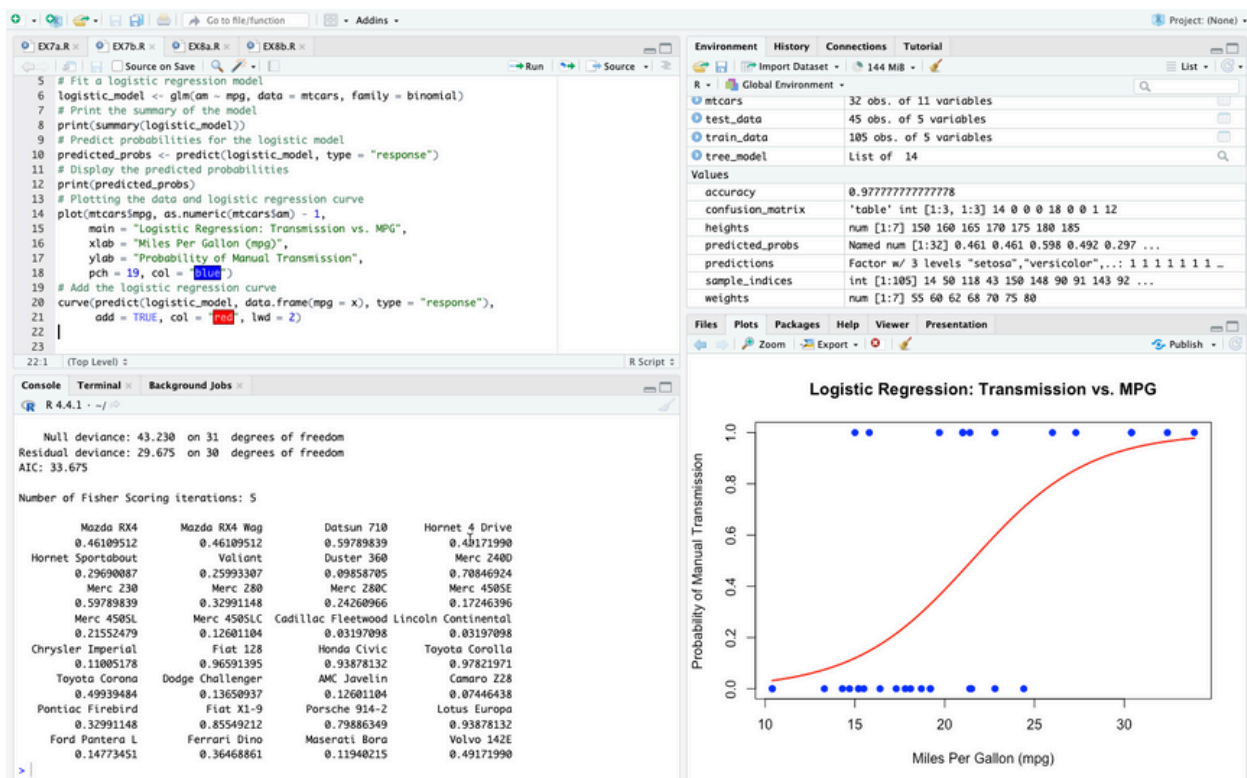 Go to file/function
Addins
Project: (None)
EX7a.R
EX7b.R
EX8a.R
EX8b.R
Source on Save
Run
Source
5 # Fit a logistic regression model
6 logistic_model <- glm(am ~ mpg, data = mtcars, family = binomial)
7 # Print the summary of the model
8 print(summary(logistic_model))
9 # Predict probabilities for the logistic model
10 predicted_probs <- predict(logistic_model, type = "response")
11 # Display the predicted probabilities
12 print(predicted_probs)
13 # Plotting the data and logistic regression curve
14 plot(mtcars$mpg, as.numeric(mtcars$am) - 1,
15 main = "Logistic Regression: Transmission vs. MPG",
16 xlab = "Miles Per Gallon (mpg)",
17 ylab = "Probability of Manual Transmission",
18 pch = 19, col = "blue")
19 # Add the logistic regression curve
20 curve(predict(logistic_model, data.frame(mpg = x), type = "response"),
21 add = TRUE, col = "red", lwd = 2)
22
23
22:1 (Top Level) R Script
Console Terminal Background Jobs
R 4.4.1 · ~/
Null deviance: 43.230 on 31 degrees of freedom
Residual deviance: 29.675 on 30 degrees of freedom
AIC: 33.675
Number of Fisher Scoring iterations: 5
Mazda RX4 Mazda RX4 Wag Datsun 710 Hornet 4 Drive
0.46109512 0.46109512 0.59789839 0.49171990
Hornet Sportabout Valiant Duster 360 Merc 240D
0.29690087 0.25993307 0.09858705 0.70846924
Merc 230 Merc 280 Merc 280C Merc 450SE
0.59789839 0.32991148 0.24260966 0.17246396
Merc 450SL Merc 450SLC Cadillac Fleetwood Lincoln Continental
0.21552479 0.12601104 0.03197098 0.03197098
Chrysler Imperial Fiat 128 Honda Civic Toyota Corolla
0.11005178 0.96591395 0.93878132 0.97821971
Toyota Corona Dodge Challenger AMC Javelin Camaro Z28
0.49939484 0.13650937 0.12601104 0.07446438
Pontiac Firebird Fiat X1-9 Porsche 914-2 Lotus Europa
0.32991148 0.85549212 0.79886349 0.93878132
Ford Pantera L Ferrari Dino Maserati Bora Volvo 142E
0.14773451 0.36468861 0.11940215 0.49171990
>
Environment History Connections Tutorial
Import Dataset 144 MiB List
R Global Environment
mtcars 32 obs. of 11 variables
test_data 45 obs. of 5 variables
train_data 105 obs. of 5 variables
tree_model List of 14
Values
accuracy 0.977777777777778
confusion_matrix 'table' int [1:3, 1:3] 14 0 0 0 18 0 0 1 12
heights num [1:7] 150 160 165 170 175 180 185
predicted_probs Named num [1:32] 0.461 0.461 0.598 0.492 0.297 ...
predictions Factor w/ 3 levels "setosa","versicolor",..: 1 1 1 1 1 1 1 …
sample_indices int [1:105] 14 50 118 43 150 148 90 91 143 92 ...
weights num [1:7] 55 60 62 68 70 75 80
Files Plots Packages Help Viewer Presentation
Zoom Export Publish
Logistic Regression: Transmission vs. MPG
Probability of Manual Transmission
1.0
0.8
0.6
0.4
0.2
0.0
10 15 20 25 30
Miles Per Gallon (mpg)